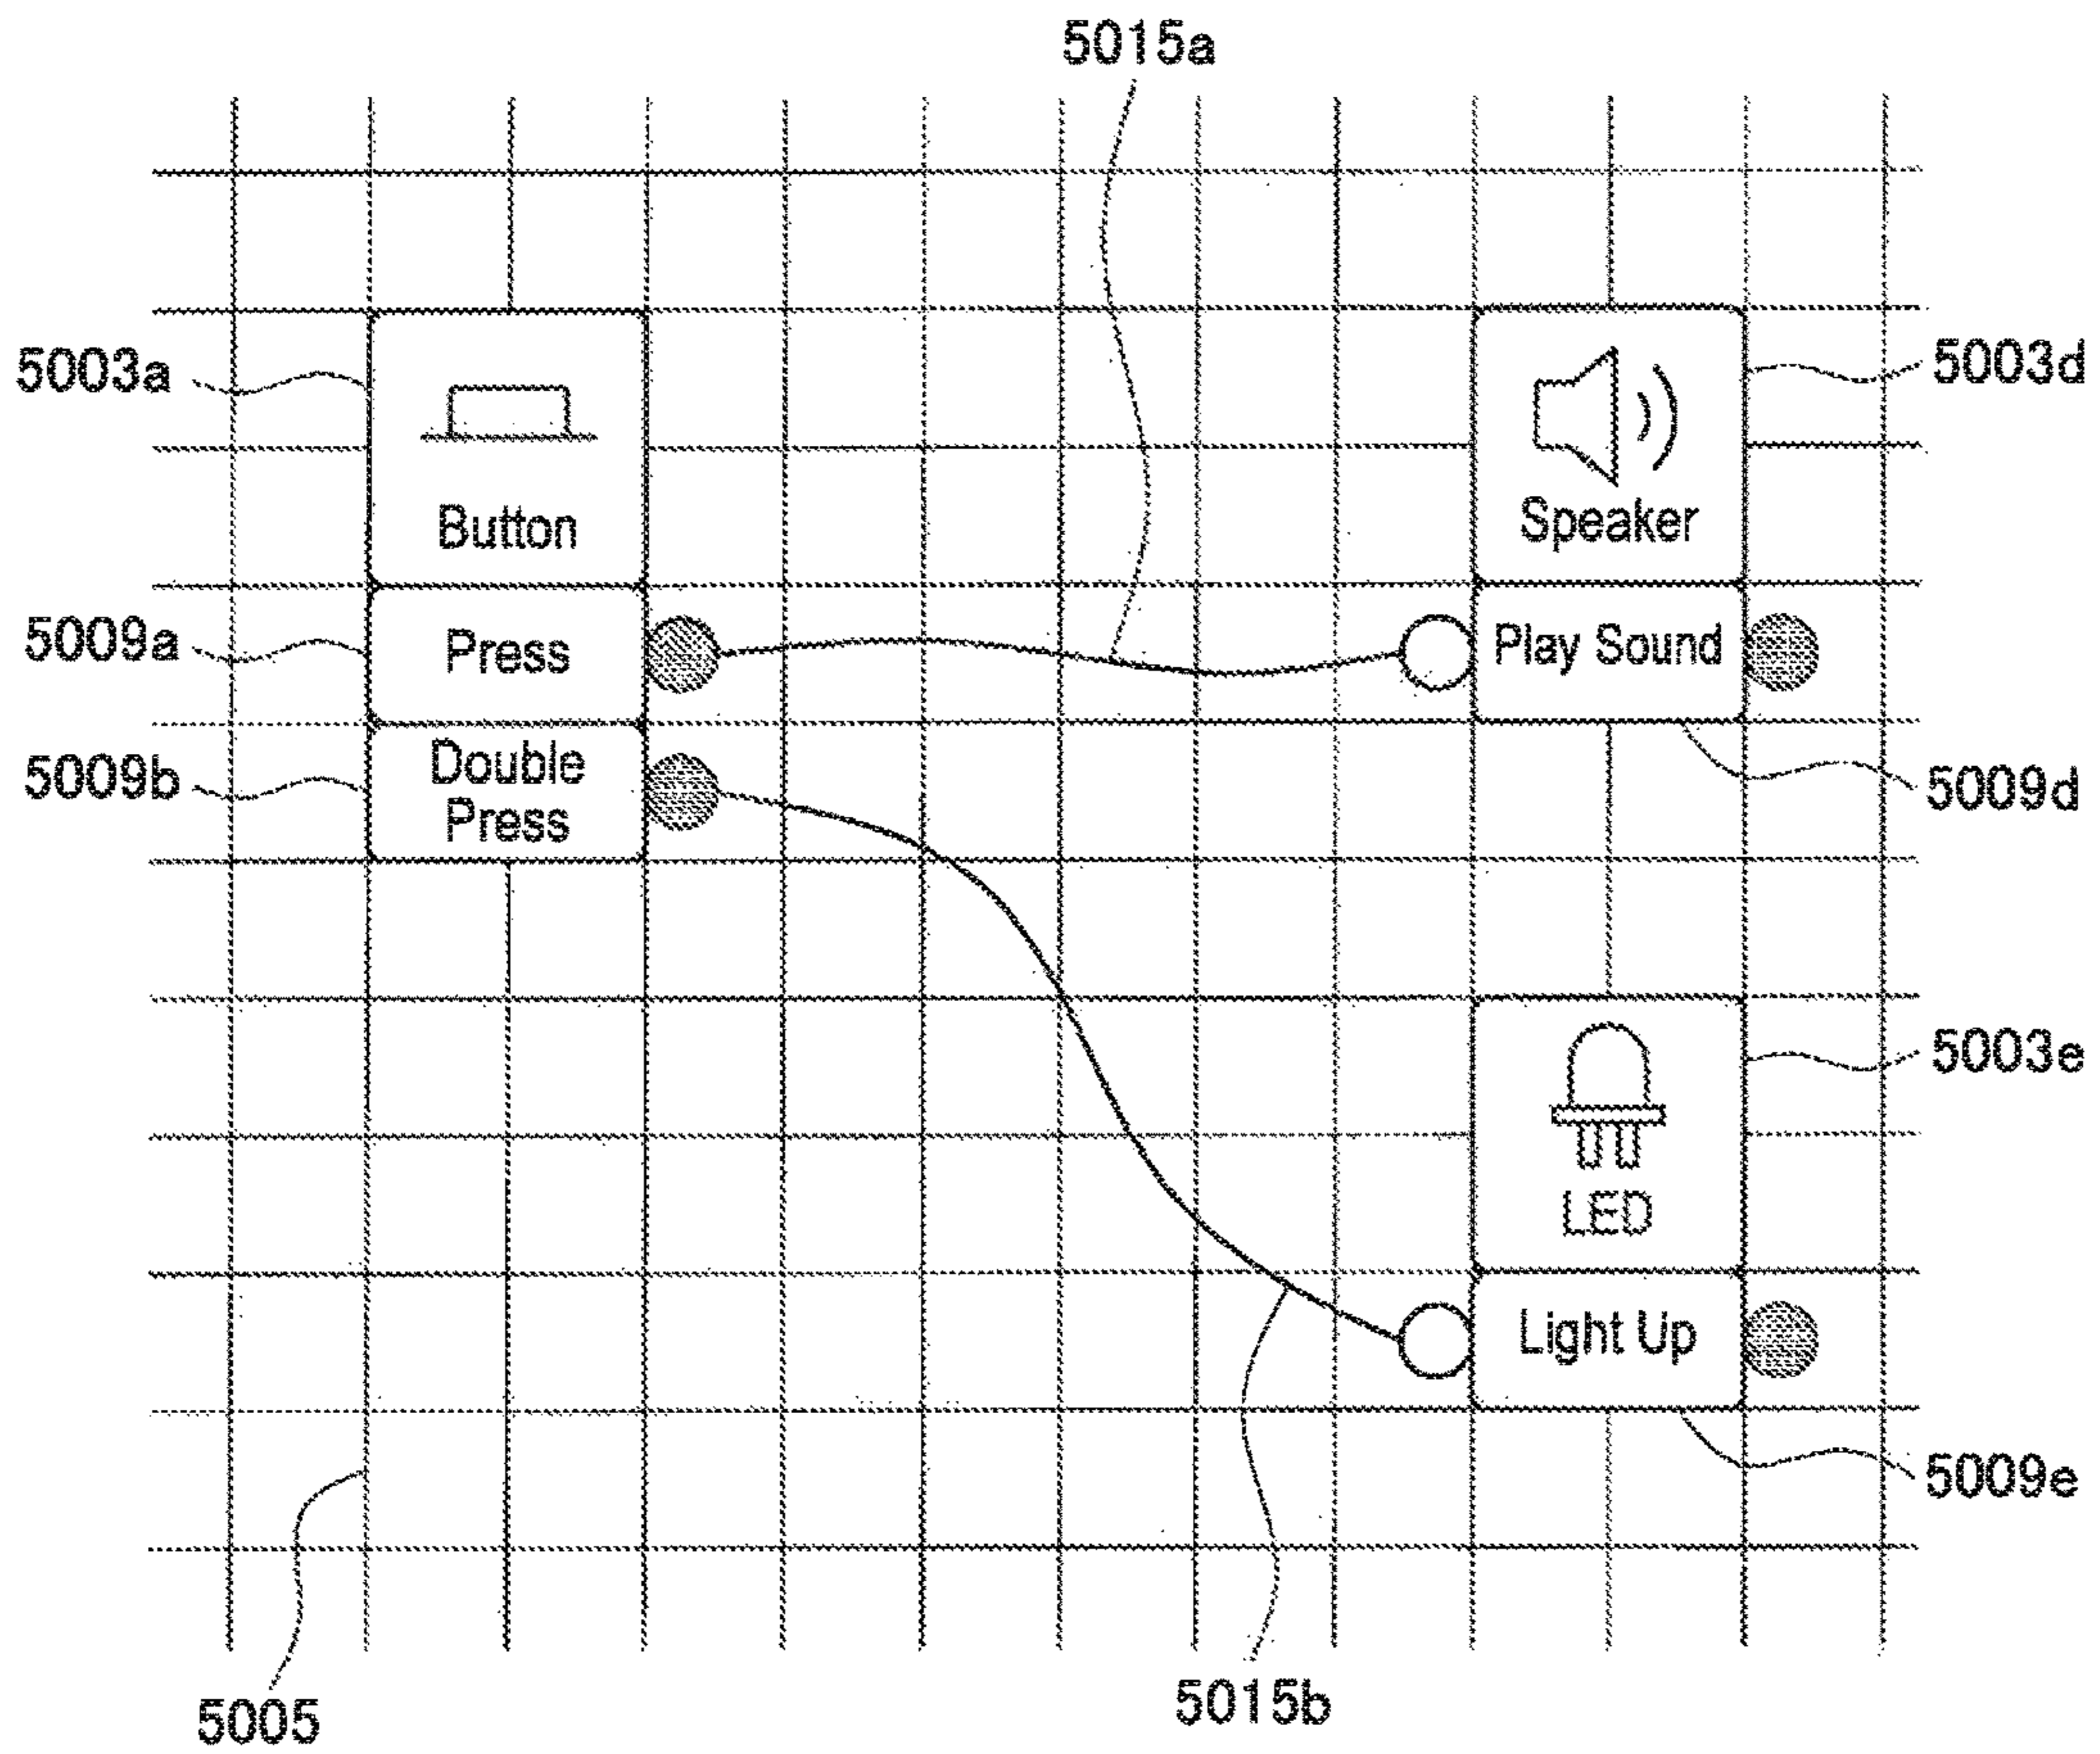 5015a
5003a
Button
5003d
Speaker
5009a
Press
Play Sound
5009b
Double
Press
5009d
5003e
LED
Light Up
5009e
5005
5015b